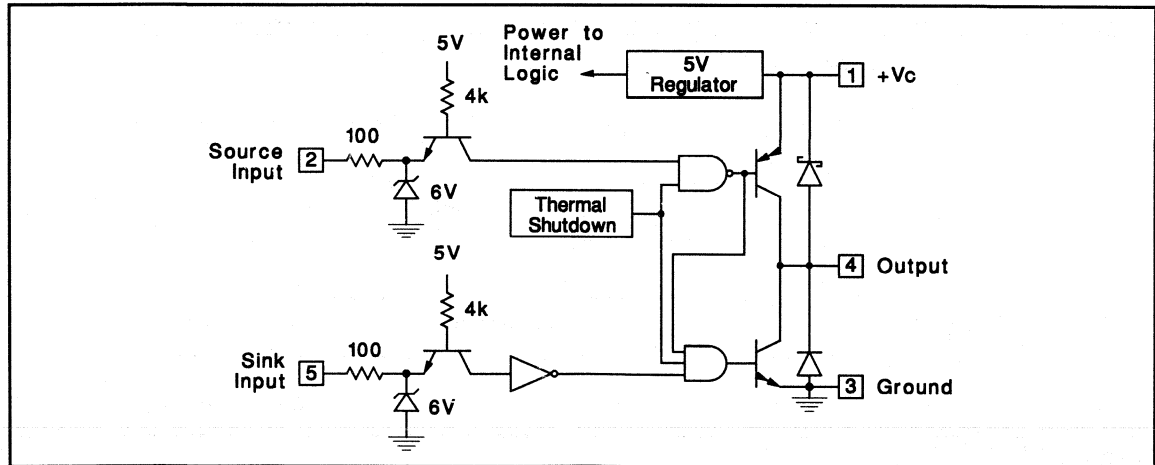 Power to
Internal
Logic
5V
Regulator
1 +Vc
5V
4k
100
Source
Input
2
6V
Thermal
Shutdown
4 Output
5V
4k
100
Sink
Input
5
6V
3 Ground